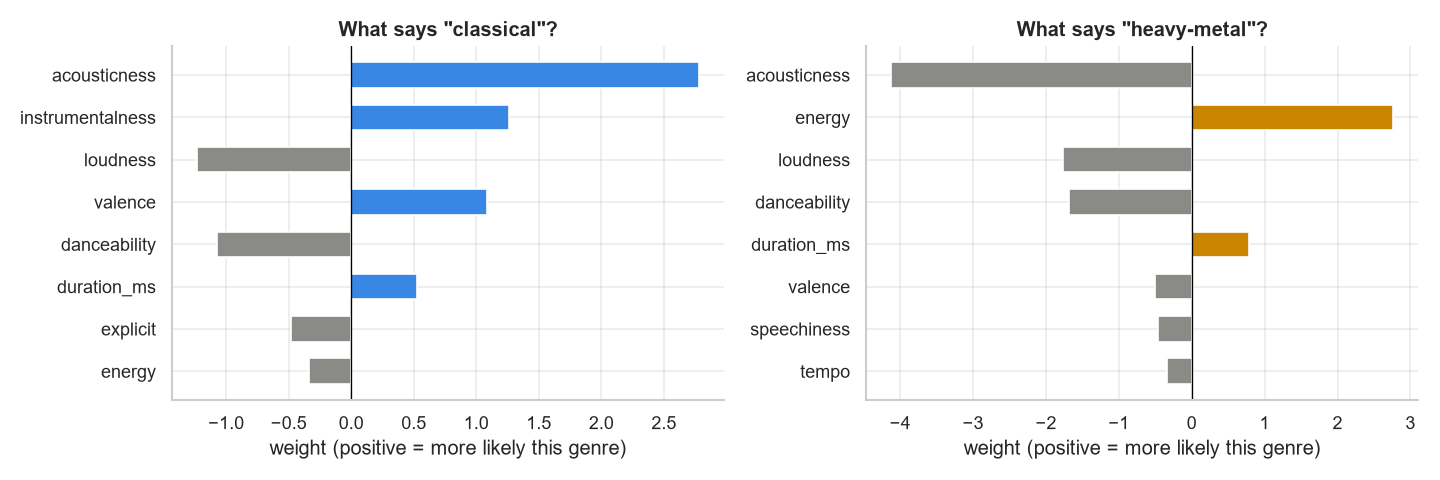 What says "classical"?
acousticness
instrumentalness
loudness
valence
danceability
duration_ms
explicit
energy
−1.0 −0.5 0.0 0.5 1.0 1.5 2.0 2.5
weight (positive = more likely this genre)
What says "heavy-metal"?
acousticness
energy
loudness
danceability
duration_ms
valence
speechiness
tempo
−4 −3 −2 −1 0 1 2 3
weight (positive = more likely this genre)